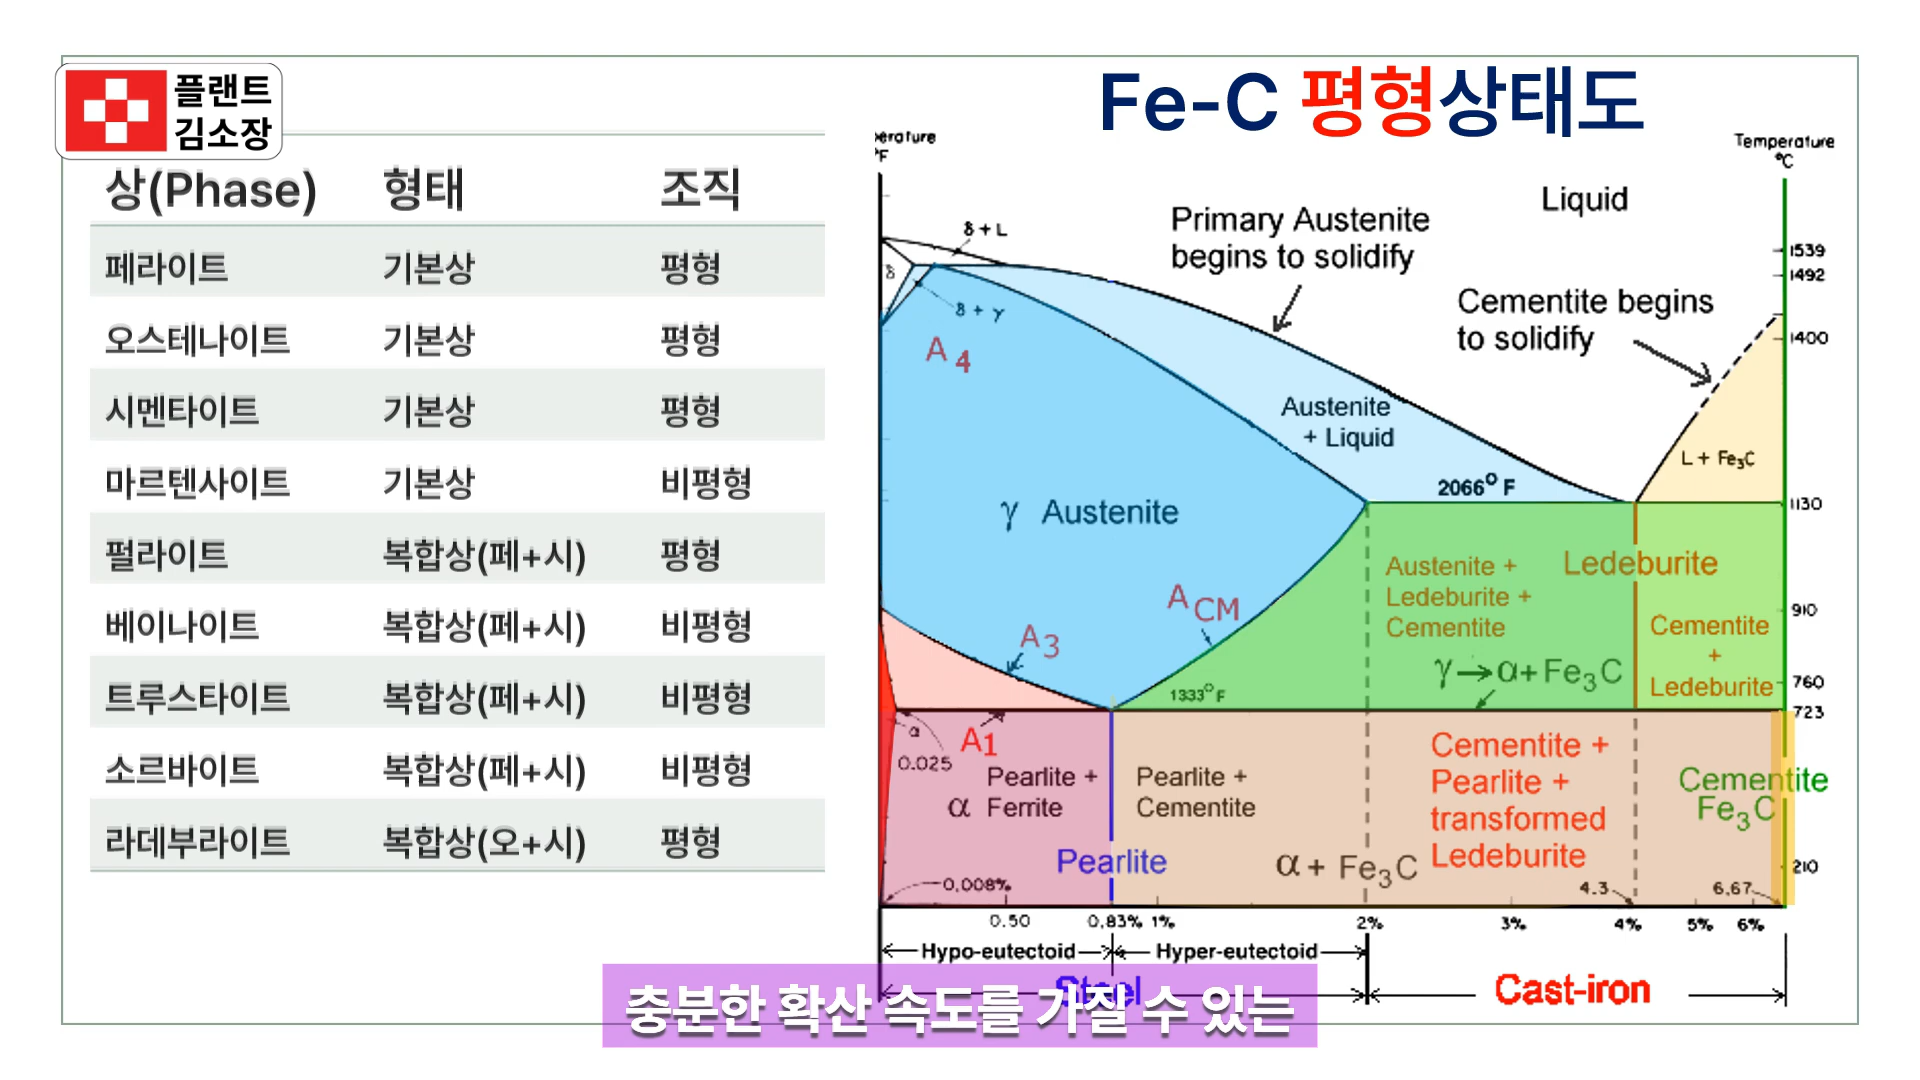 플랜트
김소장
Fe-C 평형상태도
상(Phase) 형태 조직
페라이트 기본상 평형
오스테나이트 기본상 평형
시멘타이트 기본상 평형
마르텐사이트 기본상 비평형
펄라이트 복합상(페+시) 평형
베이나이트 복합상(페+시) 비평형
트루스타이트 복합상(페+시) 비평형
소르바이트 복합상(페+시) 비평형
라데부라이트 복합상(오+시) 평형
perature
°F
Temperature
°C
Liquid
Primary Austenite
begins to solidify
δ + L
δ
δ + γ
A4
Cementite begins
to solidify
1539
1492
1400
Austenite
+ Liquid
L + Fe₃C
2066° F
1130
γ Austenite
Austenite +
Ledeburite +
Cementite
Ledeburite
910
ACM
A3
Cementite
+
Ledeburite
γ→α+Fe₃C
1333° F
760
723
α
0.025
A1
Pearlite +
α Ferrite
Pearlite +
Cementite
Cementite +
Pearlite +
transformed
Ledeburite
Cementite
Fe₃C
Pearlite
α + Fe₃C
210
0.008%
4.3
6.67
0.50 0.83% 1% 2% 3% 4% 5% 6%
Hypo-eutectoid Hyper-eutectoid
Steel
Cast-iron
충분한 확산 속도를 가질 수 있는